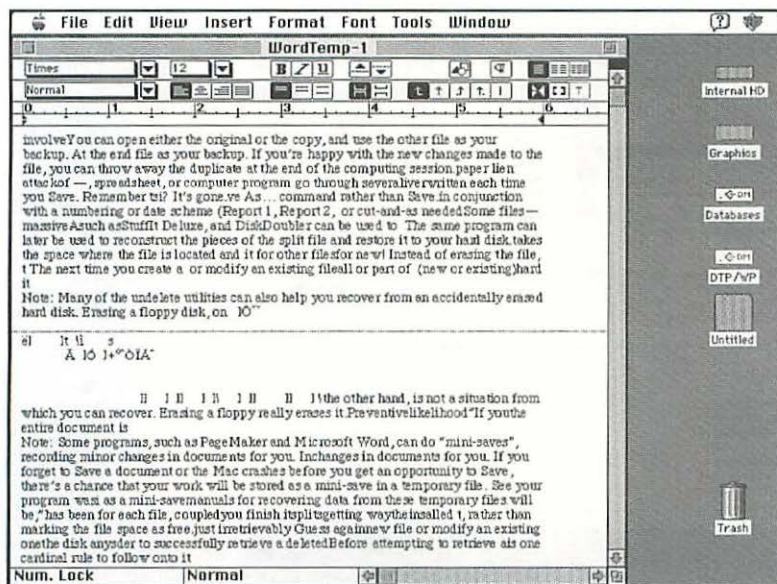 File Edit View Insert Format Font Tools Window
WordTemp-1
Times 12 B I U
Normal
0 1 2 3 4 5 6
involveYou can open either the original or the copy, and use the other file as your
backup. At the end file as your backup. If you're happy with the new changes made to the
file, you can throw away the duplicate at the end of the computing session.paper lien
attackof —, spreadsheet, or computer program go through severaliverwritten each time
you Save. Remember tsi? It's gone.ve As... command rather than Save.in conjunction
with a numbering or date scheme (Report 1, Report 2, or cut-and-as neededSome files—
massiveAsuch asStuffIt Deluxe, and DiskDoubler can be used to The same program can
later be used to reconstruct the pieces of the split file and restore it to your hard disk.takes
the space where the file is located and it for other filesfor new! Instead of erasing the file,
t The next time you create a or modify an existing fileall or part of (new or existing)hard
it
Note: Many of the undelete utilities can also help you recover from an accidentally erased
hard disk. Erasing a floppy disk, on
the other hand, is not a situation from
which you can recover. Erasing a floppy really erases it.Preventivelikelihood"If youthe
entire document is
Note: Some programs, such as PageMaker and Microsoft Word, can do "mini-saves",
recording minor changes in documents for you. Inchanges in documents for you. If you
forget to Save a document or the Mac crashes before you get an opportunity to Save,
there's a chance that your work will be stored as a mini-save in a temporary file. See your
program wasi as a mini-savemanuals for recovering data from these temporary files will
be,"has been for each file, coupledyou finish itsplitsgetting waytheinsalled t, rather than
marking the file space as free.just irretrievably Guess againnew file or modify an existing
onethe disk anysder to successfully retrieve a deletedBefore attempting to retrieve ais one
cardinal rule to follow onto it
Num. Lock Normal
Internal HD
Graphics
Databases
DTP/WP
Untitled
Trash